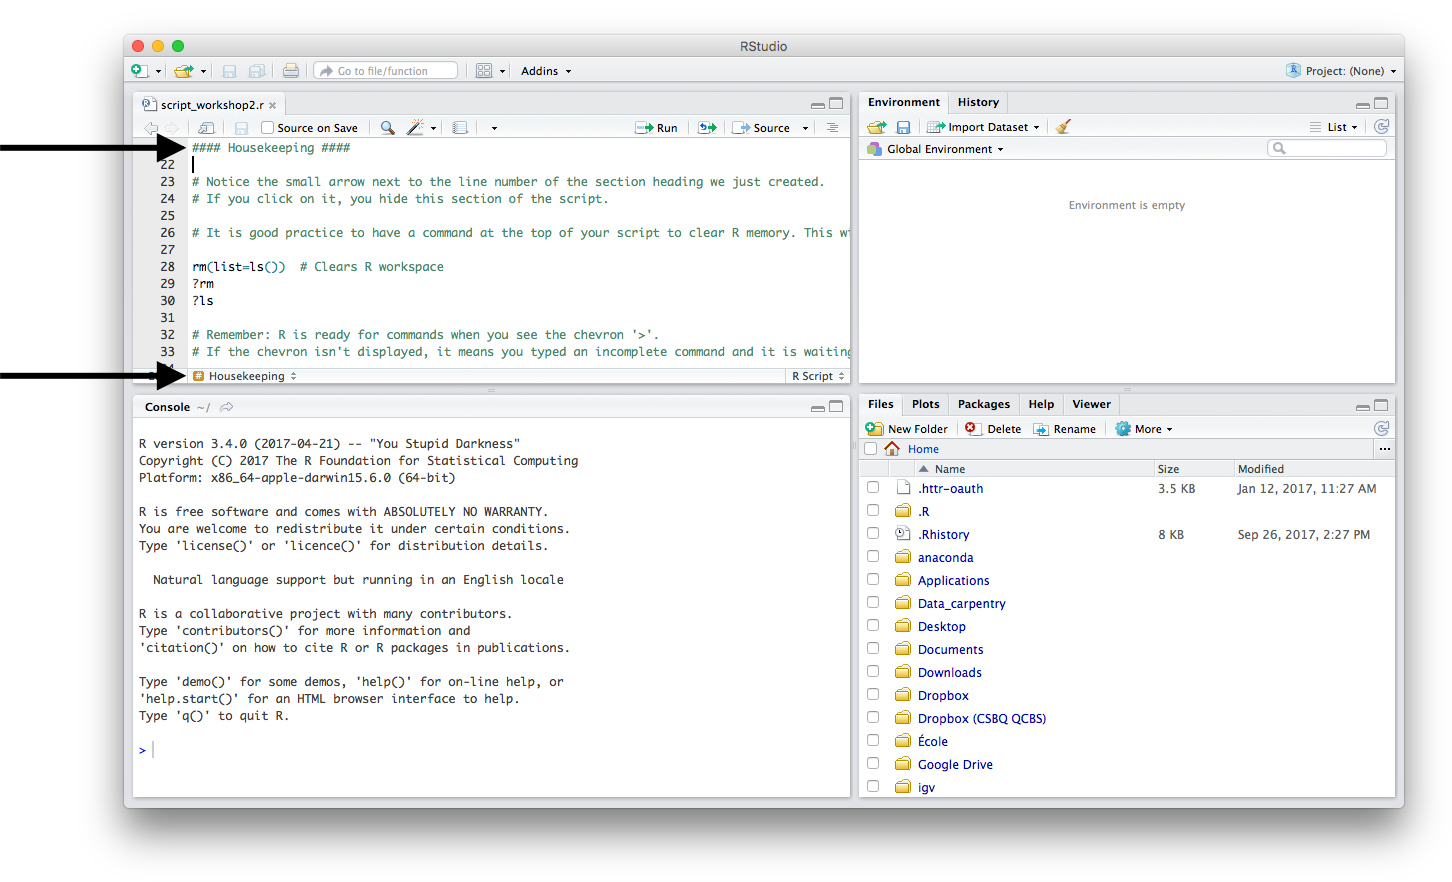 RStudio
Go to file/function
Addins
Project: (None)
script_workshop2.r
Source on Save
Run
Source
#### Housekeeping ####
22
23 # Notice the small arrow next to the line number of the section heading we just created.
24 # If you click on it, you hide this section of the script.
25
26 # It is good practice to have a command at the top of your script to clear R memory. This
27
28 rm(list=ls())  # Clears R workspace
29 ?rm
30 ?ls
31
32 # Remember: R is ready for commands when you see the chevron '>'.
33 # If the chevron isn't displayed, it means you typed an incomplete command and it is waiting
# Housekeeping
R Script
Console ~/
R version 3.4.0 (2017-04-21) -- "You Stupid Darkness"
Copyright (C) 2017 The R Foundation for Statistical Computing
Platform: x86_64-apple-darwin15.6.0 (64-bit)
R is free software and comes with ABSOLUTELY NO WARRANTY.
You are welcome to redistribute it under certain conditions.
Type 'license()' or 'licence()' for distribution details.
Natural language support but running in an English locale
R is a collaborative project with many contributors.
Type 'contributors()' for more information and
'citation()' on how to cite R or R packages in publications.
Type 'demo()' for some demos, 'help()' for on-line help, or
'help.start()' for an HTML browser interface to help.
Type 'q()' to quit R.
>
Environment History
Import Dataset
List
Global Environment
Environment is empty
Files Plots Packages Help Viewer
New Folder Delete Rename More
Home ...
Name Size Modified
.httr-oauth 3.5 KB Jan 12, 2017, 11:27 AM
.R
.Rhistory 8 KB Sep 26, 2017, 2:27 PM
anaconda
Applications
Data_carpentry
Desktop
Documents
Downloads
Dropbox
Dropbox (CSBQ QCBS)
École
Google Drive
igv